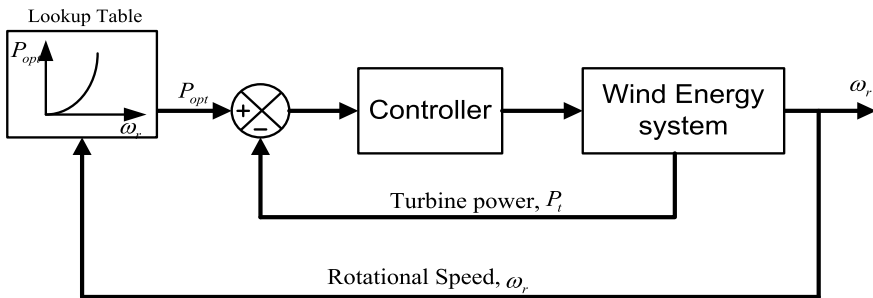 Lookup Table
P_opt
ω_r
P_opt
+
−
Controller
Wind Energy
system
ω_r
Turbine power, P_t
Rotational Speed, ω_r